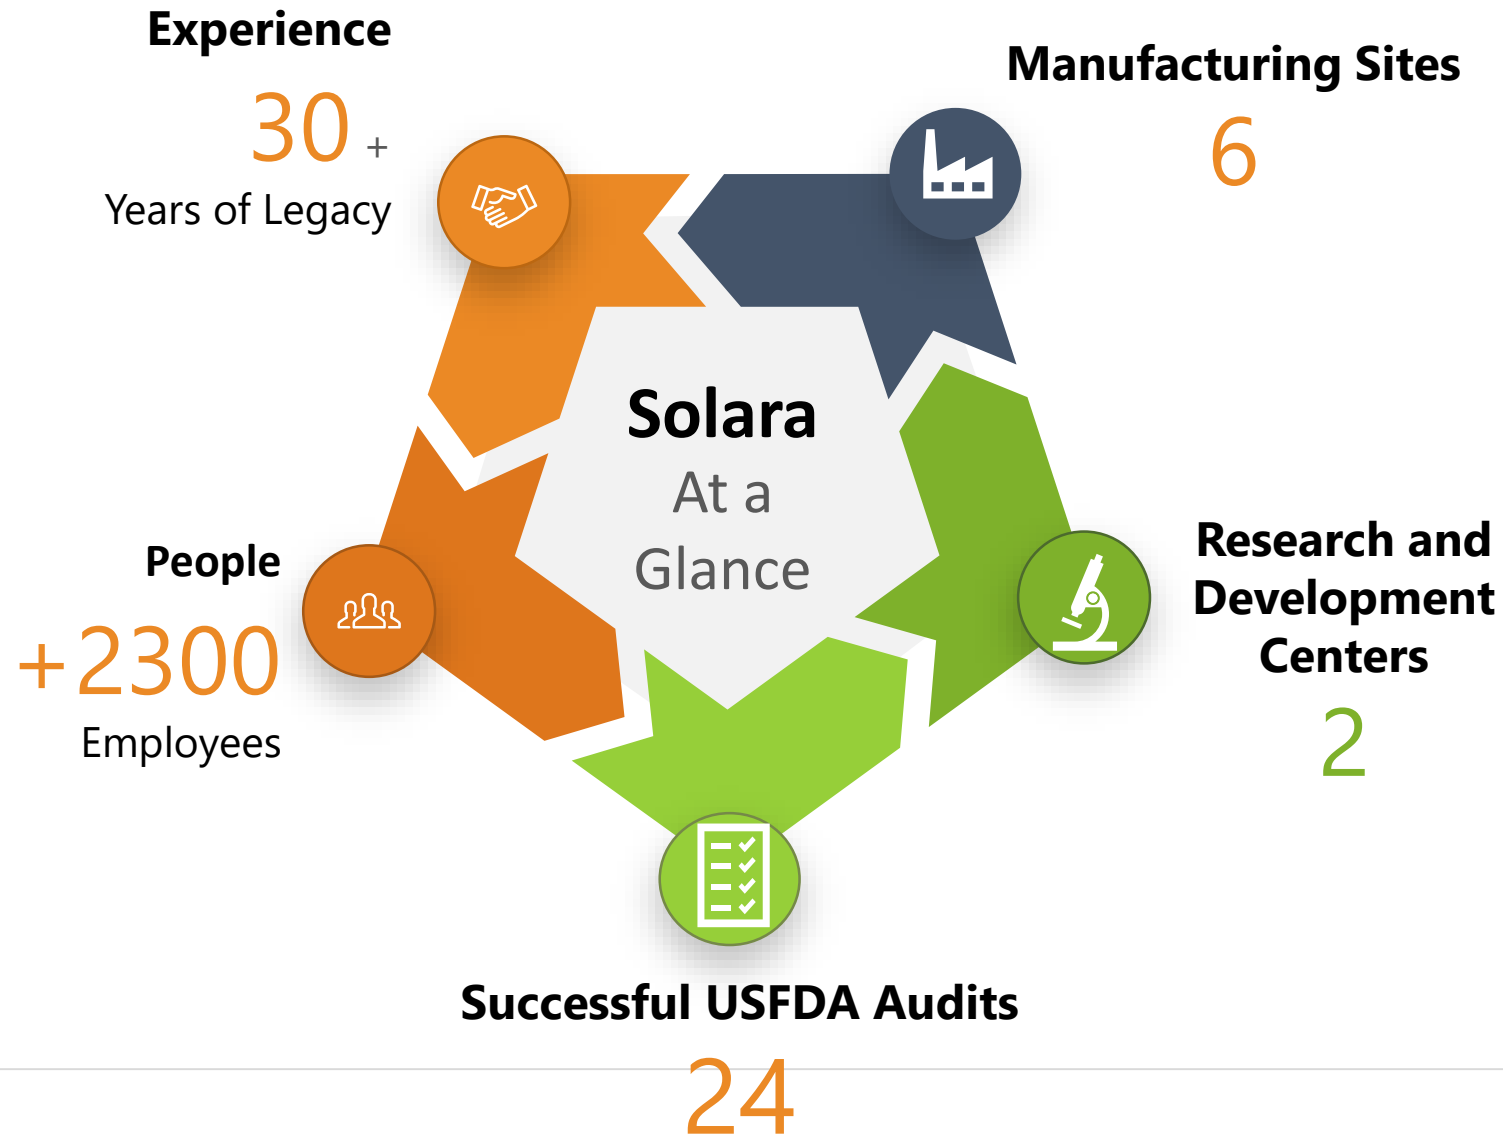 Experience
30 +
Years of Legacy
Manufacturing Sites
6
Solara
At a
Glance
People
+2300
Employees
Research and
Development
Centers
2
Successful USFDA Audits
24